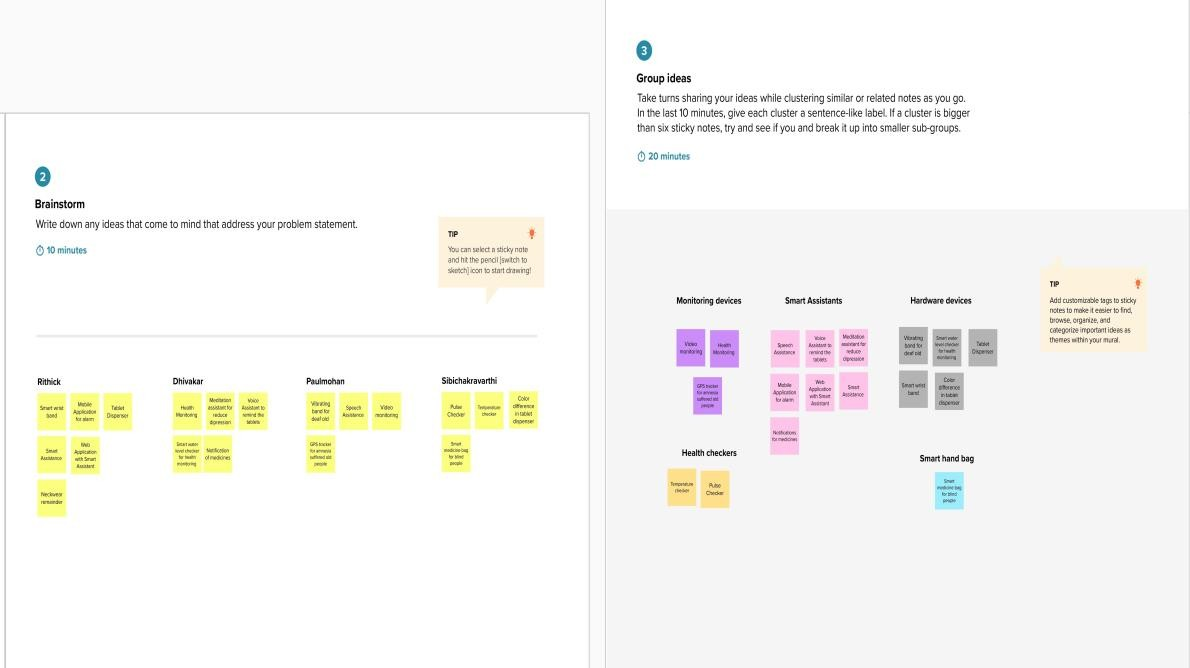 2
Brainstorm
Write down any ideas that come to mind that address your problem statement.
10 minutes
TIP
You can select a sticky note
and hit the pencil [switch to
sketch] icon to start drawing!
Rithick
Smart wrist
band
Mobile
Application
for alarm
Tablet
Dispenser
Smart
Assistance
Web
Application
with Smart
Assistant
Neckwear
remainder
Dhivakar
Health
Monitoring
Meditation
assistant for
reduce
dipression
Voice
Assistant to
remind the
tablets
Smart water
level checker
for health
monitoring
Notification
of medicines
Paulmohan
Vibrating
band for
deaf old
Speech
Assistance
Video
monitoring
GPS tracker
for amnesia
suffered old
people
Sibichakravarthi
Pulse
Checker
Temperature
checker
Color
difference
in tablet
dispenser
Smart
medicine bag
for blind
people
3
Group ideas
Take turns sharing your ideas while clustering similar or related notes as you go.
In the last 10 minutes, give each cluster a sentence-like label. If a cluster is bigger
than six sticky notes, try and see if you and break it up into smaller sub-groups.
20 minutes
TIP
Add customizable tags to sticky
notes to make it easier to find,
browse, organize, and
categorize important ideas as
themes within your mural.
Monitoring devices
Video
monitoring
Health
Monitoring
GPS tracker
for amnesia
suffered old
people
Smart Assistants
Speech
Assistance
Voice
Assistant to
remind the
tablets
Meditation
assistant for
reduce
dipression
Mobile
Application
for alarm
Web
Application
with Smart
Assistant
Smart
Assistance
Notifications
for medicines
Hardware devices
Vibrating
band for
deaf old
Smart water
level checker
for health
monitoring
Tablet
Dispenser
Smart wrist
band
Color
difference
in tablet
dispenser
Health checkers
Temperature
checker
Pulse
Checker
Smart hand bag
Smart
medicine bag
for blind
people